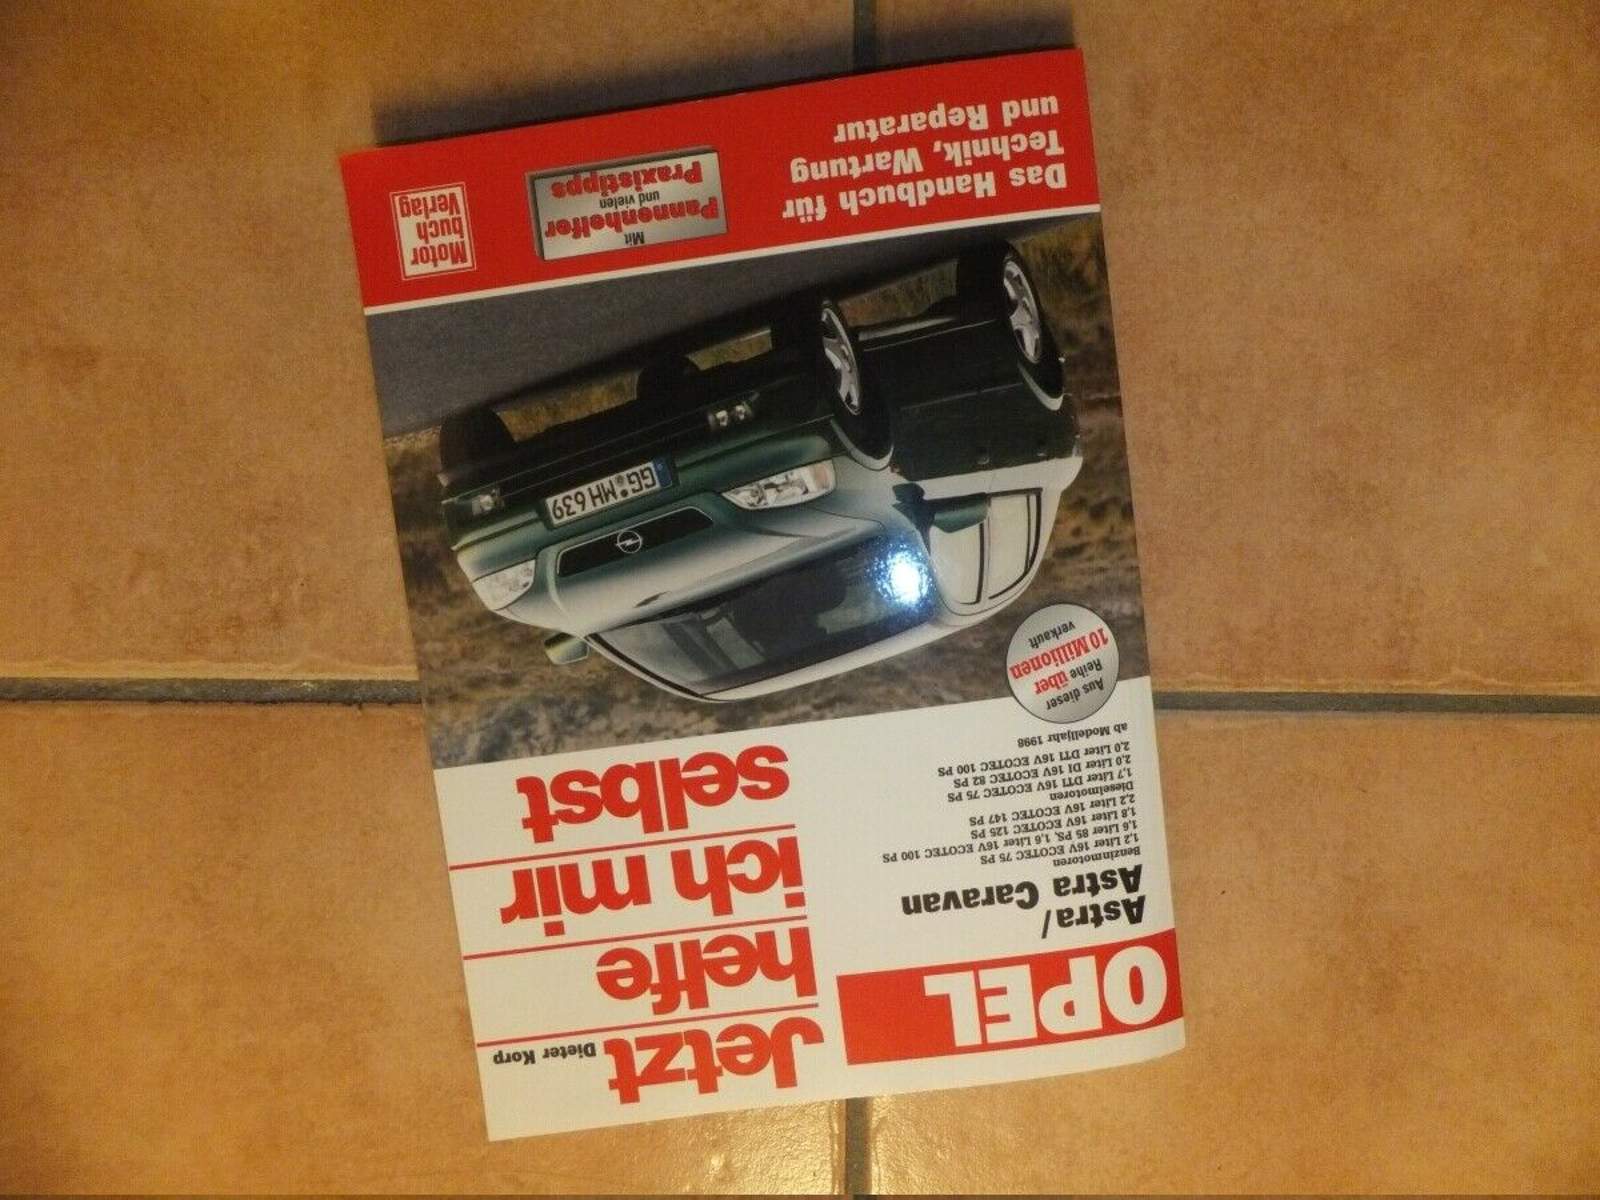 OPEL
Astra/
Astra Caravan
Benzinmotoren
1,2 Liter 16V ECOTEC 75 PS
1,6 Liter 85 PS, 1,6 Liter 16V ECOTEC 100 PS
1,8 Liter 16V ECOTEC 125 PS
2,2 Liter 16V ECOTEC 147 PS
Dieselmotoren
1,7 Liter DTI 16V ECOTEC 75 PS
2,0 Liter DI 16V ECOTEC 82 PS
2,0 Liter DTI 16V ECOTEC 100 PS
ab Modelljahr 1998
Jetzt
Dieter Korp
helfe
ich mir
selbst
Aus dieser
Reihe über
10 Millionen
verkauft
GG MH 639
Das Handbuch für
Technik, Wartung
und Reparatur
Mit
Pannenhelfer
und vielen
Praxistipps
Motor
buch
Verlag